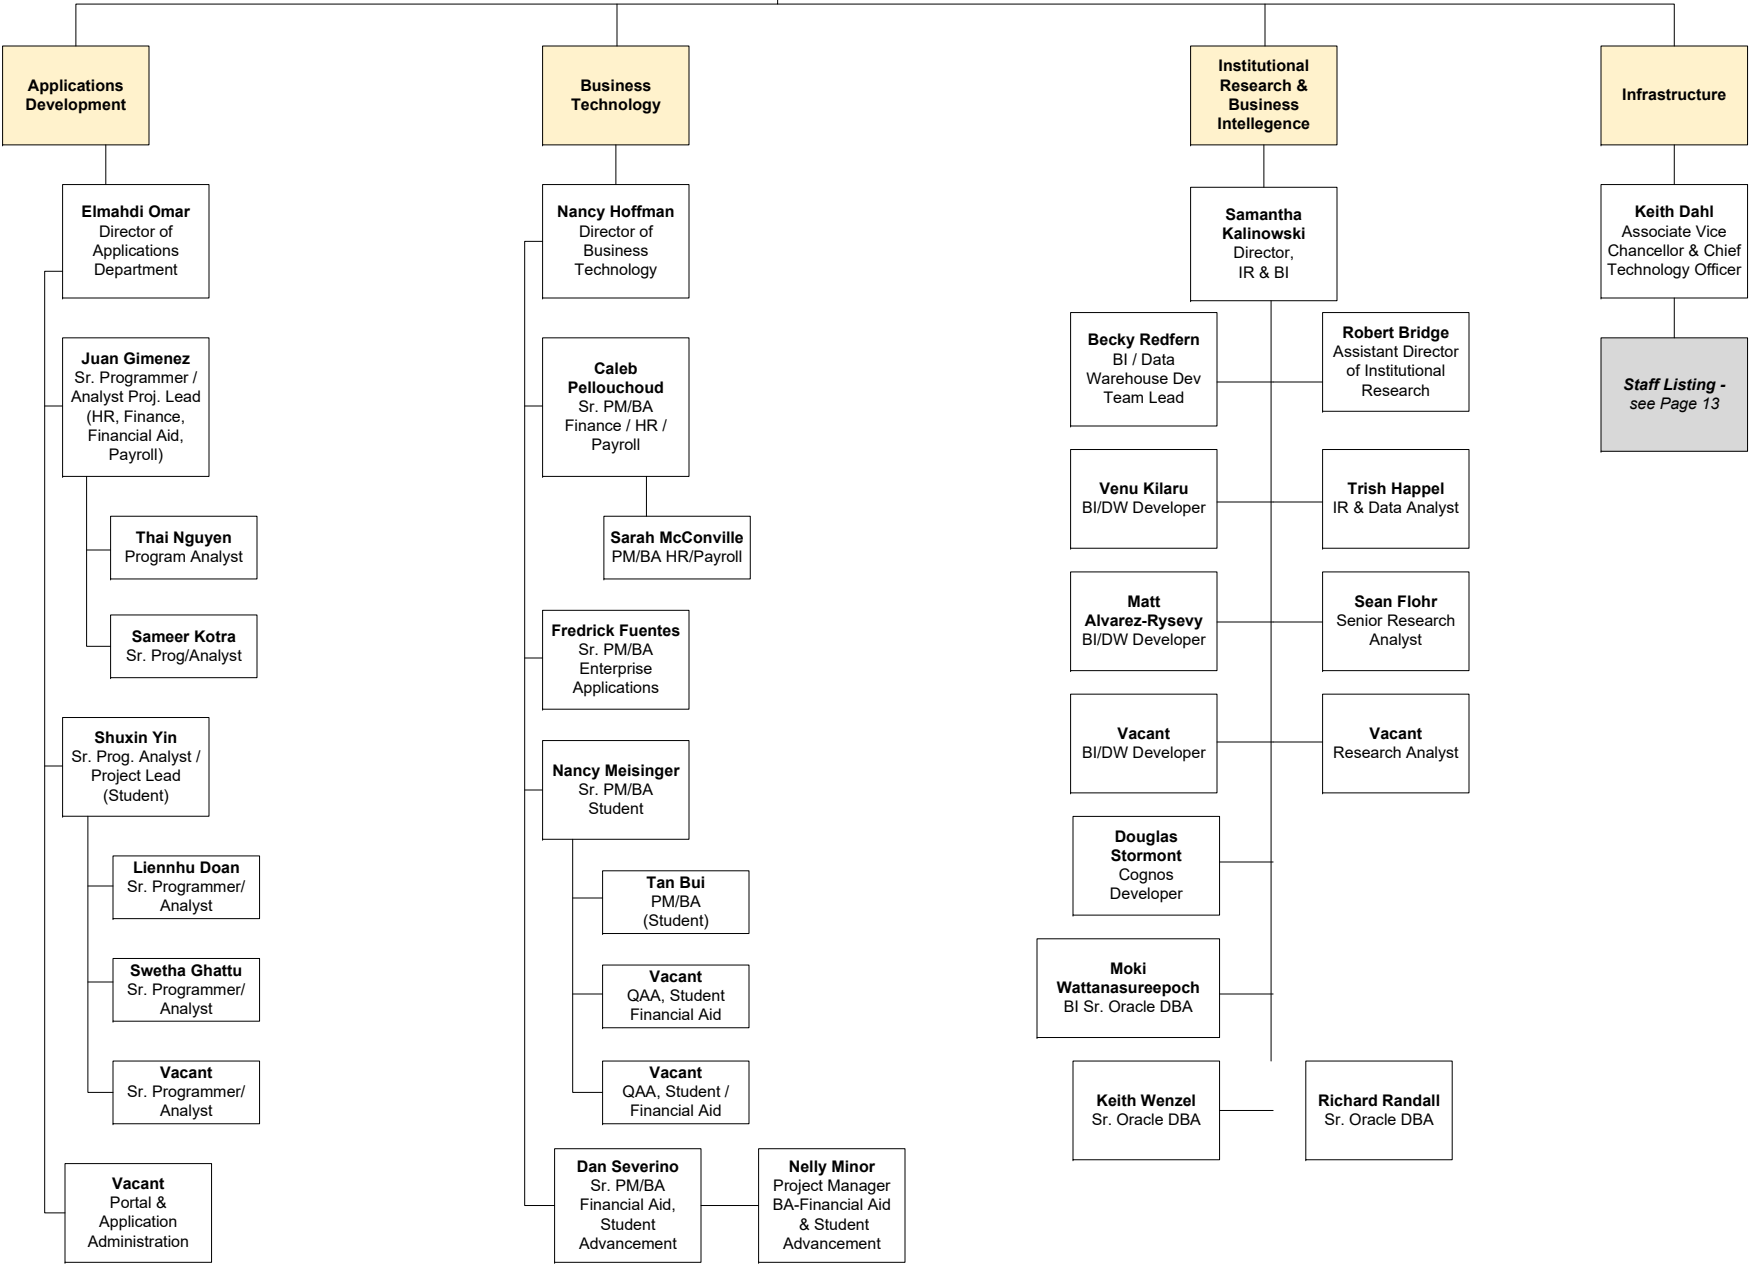 Applications
Development
Elmahdi Omar
Director of
Applications
Department
Juan Gimenez
Sr. Programmer /
Analyst Proj. Lead
(HR, Finance,
Financial Aid,
Payroll)
Thai Nguyen
Program Analyst
Sameer Kotra
Sr. Prog/Analyst
Shuxin Yin
Sr. Prog. Analyst /
Project Lead
(Student)
Liennhu Doan
Sr. Programmer/
Analyst
Swetha Ghattu
Sr. Programmer/
Analyst
Vacant
Sr. Programmer/
Analyst
Vacant
Portal &
Application
Administration
Business
Technology
Nancy Hoffman
Director of
Business
Technology
Caleb
Pellouchoud
Sr. PM/BA
Finance / HR /
Payroll
Sarah McConville
PM/BA HR/Payroll
Fredrick Fuentes
Sr. PM/BA
Enterprise
Applications
Nancy Meisinger
Sr. PM/BA
Student
Tan Bui
PM/BA
(Student)
Vacant
QAA, Student
Financial Aid
Vacant
QAA, Student /
Financial Aid
Dan Severino
Sr. PM/BA
Financial Aid,
Student
Advancement
Nelly Minor
Project Manager
BA-Financial Aid
& Student
Advancement
Institutional
Research &
Business
Intellegence
Samantha
Kalinowski
Director,
IR & BI
Becky Redfern
BI / Data
Warehouse Dev
Team Lead
Robert Bridge
Assistant Director
of Institutional
Research
Venu Kilaru
BI/DW Developer
Trish Happel
IR & Data Analyst
Matt
Alvarez-Rysevy
BI/DW Developer
Sean Flohr
Senior Research
Analyst
Vacant
BI/DW Developer
Vacant
Research Analyst
Douglas
Stormont
Cognos
Developer
Moki
Wattanasureepoch
BI Sr. Oracle DBA
Keith Wenzel
Sr. Oracle DBA
Richard Randall
Sr. Oracle DBA
Infrastructure
Keith Dahl
Associate Vice
Chancellor & Chief
Technology Officer
Staff Listing -
see Page 13